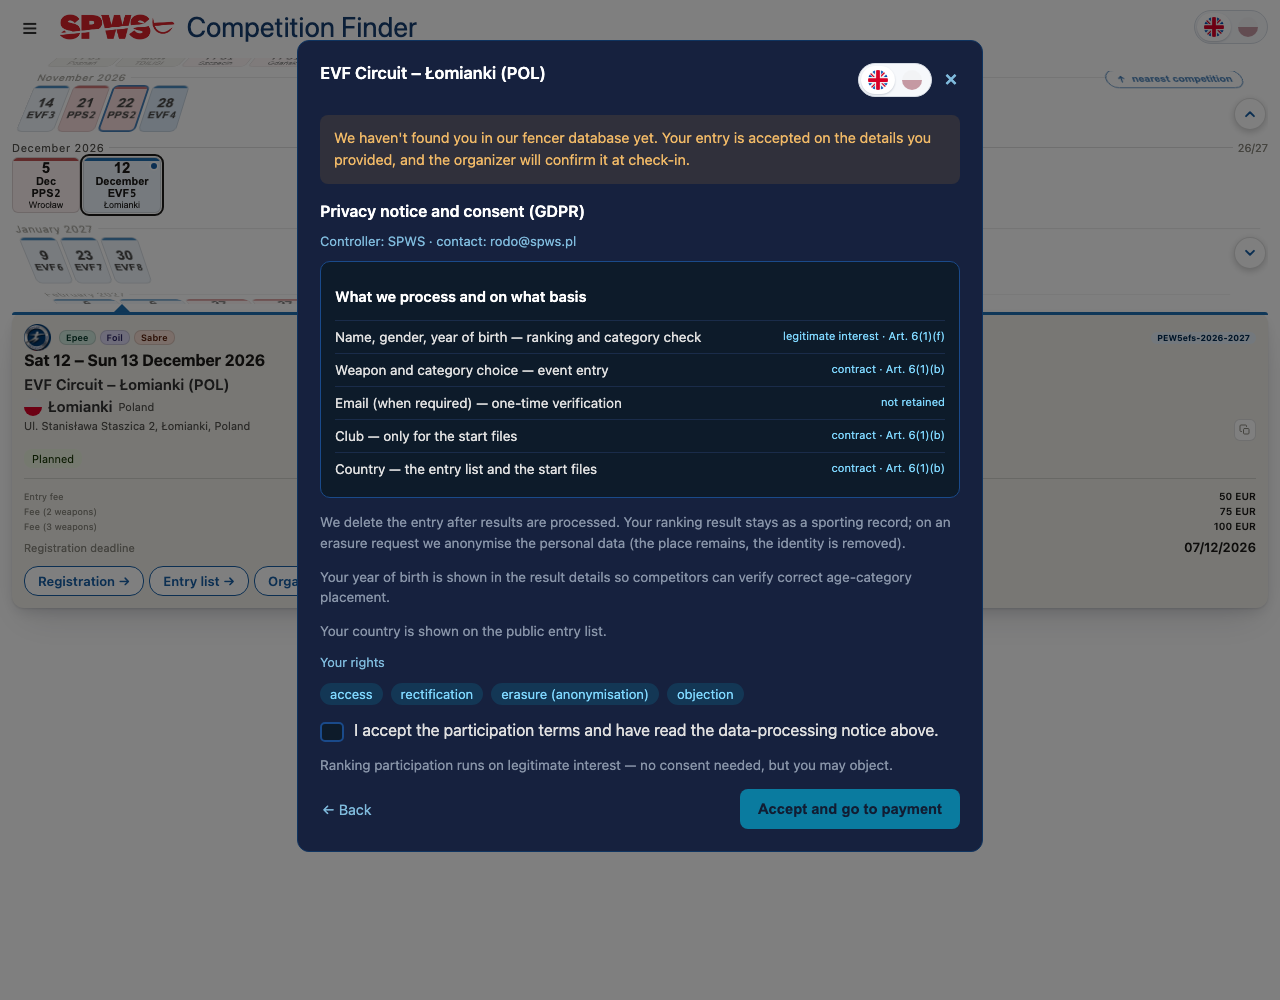 SPWS Competition Finder
November 2026
nearest competition
14 EVF3
21 PPS2
22 PPS2
28 EVF4
December 2026
26/27
5 Dec PPS2 Wrocław
12 December EVF5 Łomianki
January 2027
9 EVF6
23 EVF7
30 EVF8
February 2027
Epee Foil Sabre
PEW5efs-2026-2027
Sat 12 – Sun 13 December 2026
EVF Circuit – Łomianki (POL)
Łomianki Poland
Ul. Stanisława Staszica 2, Łomianki, Poland
Planned
Entry fee 50 EUR
Fee (2 weapons) 75 EUR
Fee (3 weapons) 100 EUR
Registration deadline 07/12/2026
Registration → Entry list →
EVF Circuit – Łomianki (POL)
×
We haven't found you in our fencer database yet. Your entry is accepted on the details you
provided, and the organizer will confirm it at check-in.
Privacy notice and consent (GDPR)
Controller: SPWS · contact: rodo@spws.pl
What we process and on what basis
Name, gender, year of birth — ranking and category check legitimate interest · Art. 6(1)(f)
Weapon and category choice — event entry contract · Art. 6(1)(b)
Email (when required) — one-time verification not retained
Club — only for the start files contract · Art. 6(1)(b)
Country — the entry list and the start files contract · Art. 6(1)(b)
We delete the entry after results are processed. Your ranking result stays as a sporting record; on an
erasure request we anonymise the personal data (the place remains, the identity is removed).
Your year of birth is shown in the result details so competitors can verify correct age-category
placement.
Your country is shown on the public entry list.
Your rights
access rectification erasure (anonymisation) objection
I accept the participation terms and have read the data-processing notice above.
Ranking participation runs on legitimate interest — no consent needed, but you may object.
← Back Accept and go to payment